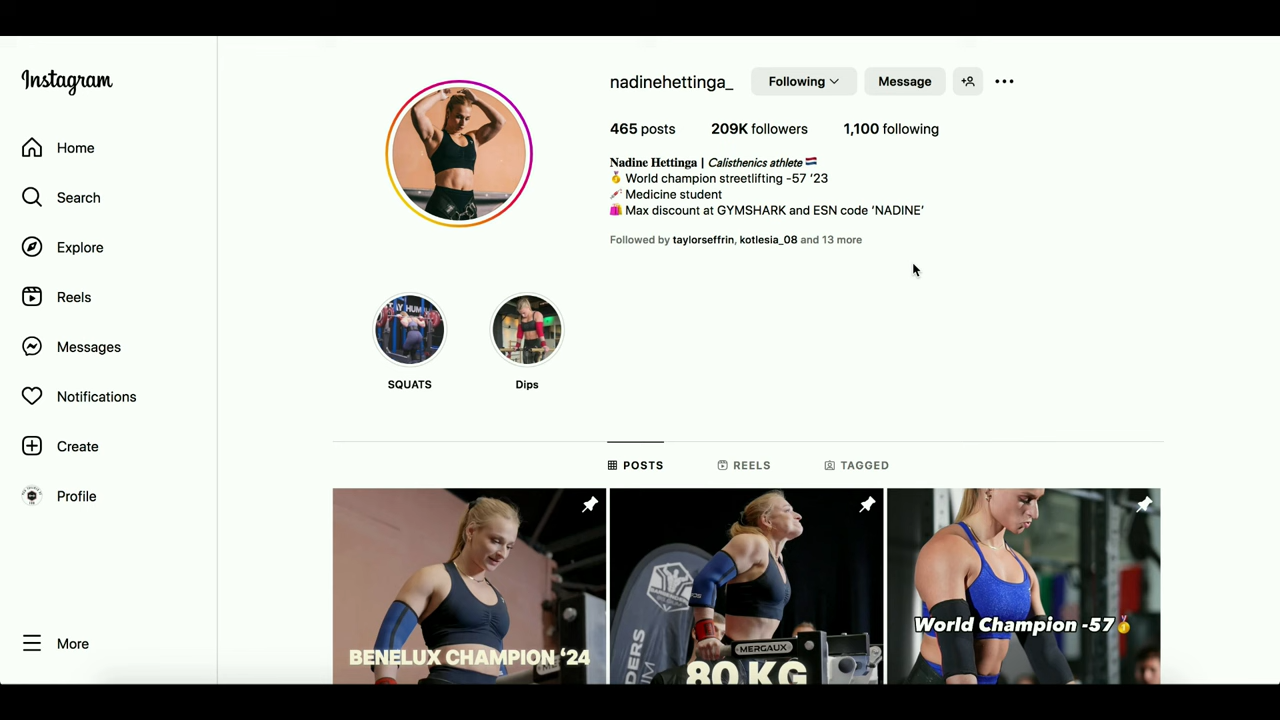 Instagram
Home
Search
Explore
Reels
Messages
Notifications
Create
Profile
More
nadinehettinga_ Following Message
465 posts 209K followers 1,100 following
Nadine Hettinga | Calisthenics athlete 🇳🇱
🥇 World champion streetlifting -57 ‘23
💉 Medicine student
🛍️ Max discount at GYMSHARK and ESN code ‘NADINE’
Followed by taylorseffrin, kotlesia_08 and 13 more
SQUATS Dips
POSTS REELS TAGGED
BENELUX CHAMPION ‘24
MERGAUX
80 KG
World Champion -57🥇